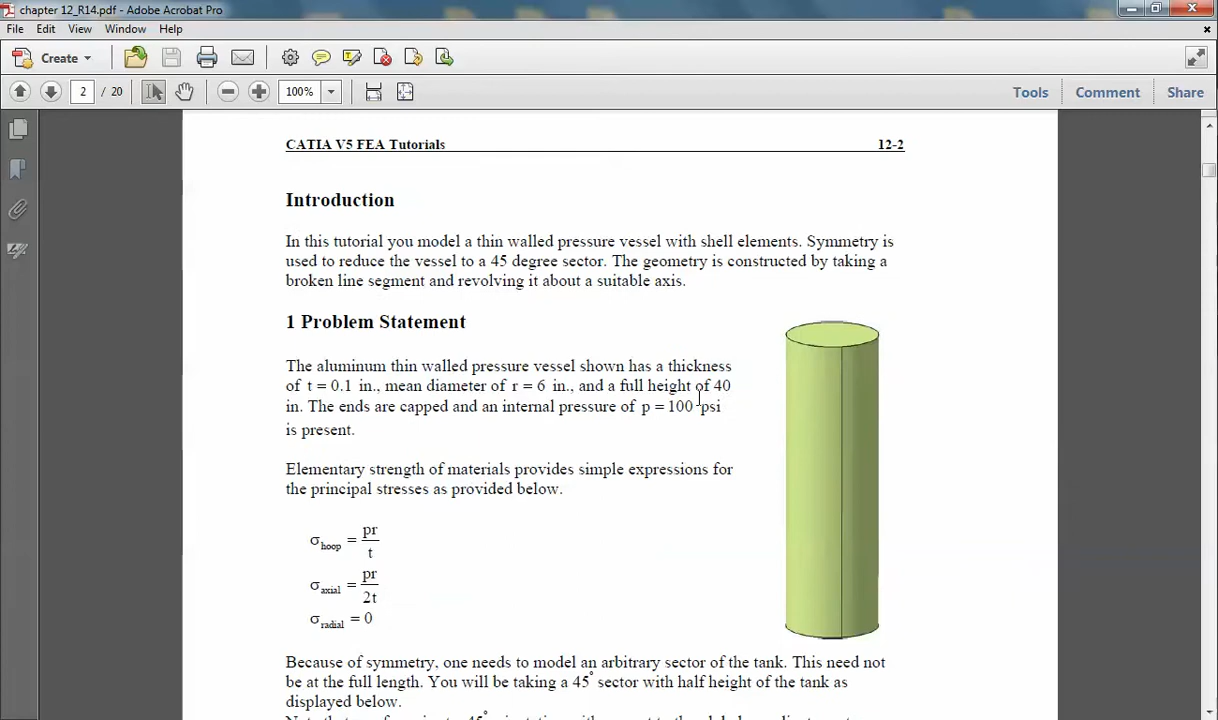 chapter 12_R14.pdf - Adobe Acrobat Pro
File Edit View Window Help
Create
2 / 20 100% Tools Comment Share
CATIA V5 FEA Tutorials 12-2
Introduction
In this tutorial you model a thin walled pressure vessel with shell elements. Symmetry is
used to reduce the vessel to a 45 degree sector. The geometry is constructed by taking a
broken line segment and revolving it about a suitable axis.
1 Problem Statement
The aluminum thin walled pressure vessel shown has a thickness
of t = 0.1 in., mean diameter of r = 6 in., and a full height of 40
in. The ends are capped and an internal pressure of p = 100 psi
is present.
Elementary strength of materials provides simple expressions for
the principal stresses as provided below.
σhoop = pr/t
σaxial = pr/2t
σradial = 0
Because of symmetry, one needs to model an arbitrary sector of the tank. This need not
be at the full length. You will be taking a 45° sector with half height of the tank as
displayed below.